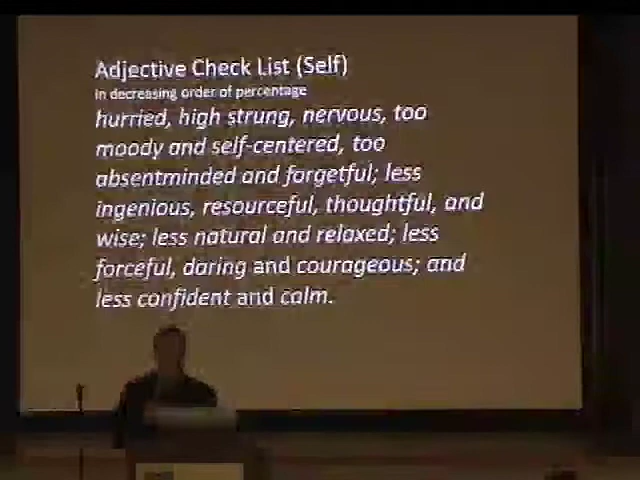 Adjective Check List (Self)
in decreasing order of percentage
hurried, high strung, nervous, too
moody and self-centered, too
absentminded and forgetful; less
ingenious, resourceful, thoughtful, and
wise; less natural and relaxed; less
forceful, daring and courageous; and
less confident and calm.